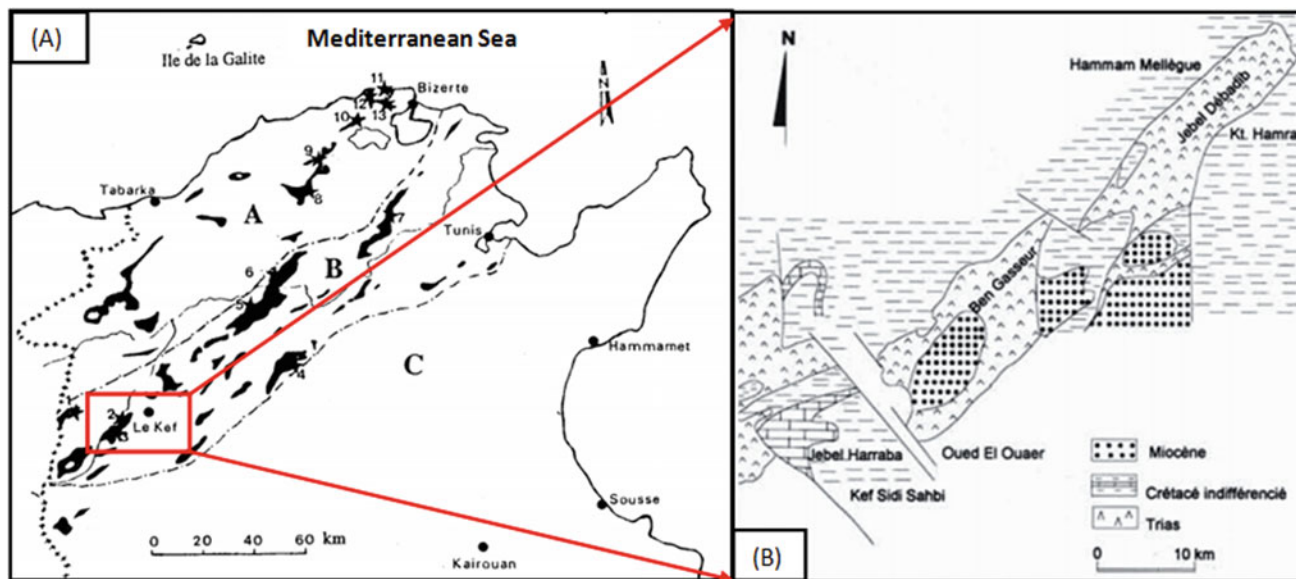 (A)
Mediterranean Sea
Ile de la Galite
N
11
Bizerte
12
13
10
9
Tabarka
8
A
7
Tunis
6
B
5
C
Hammamet
4
1
2
Le Kef
3
Sousse
0 20 40 60 km
Kairouan
N
Hammam Mellègue
Jebel Débadib
Kt. Hamra
Ben Gasseur
Jebel Harraba
Oued El Ouaer
Kef Sidi Sahbi
Miocène
Crétacé indifférencié
Trias
0 10 km
(B)